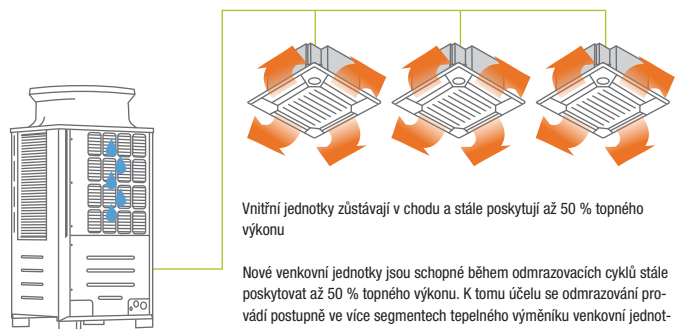 Vnitřní jednotky zůstávají v chodu a stále poskytují až 50 % topného
výkonu
Nové venkovní jednotky jsou schopné během odmrazovacích cyklů stále
poskytovat až 50 % topného výkonu. K tomu účelu se odmrazování pro-
vádí postupně ve více segmentech tepelného výměníku venkovní jednot-